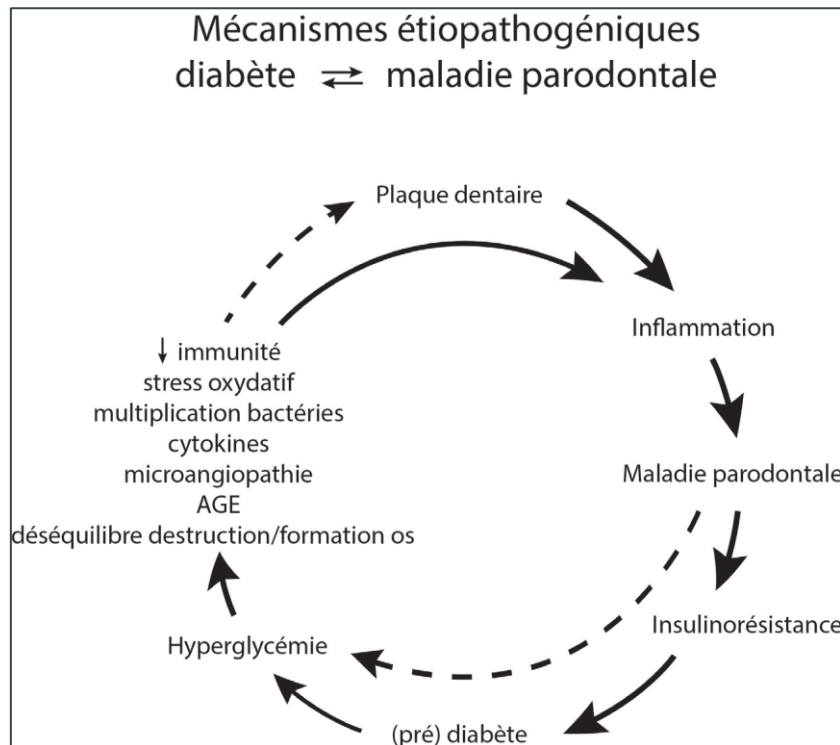 Mécanismes étiopathogéniques
diabète ⇌ maladie parodontale
Plaque dentaire
Inflammation
↓ immunité
stress oxydatif
multiplication bactéries
cytokines
microangiopathie
AGE
déséquilibre destruction/formation os
Maladie parodontale
Insulinorésistance
Hyperglycémie
(pré) diabète